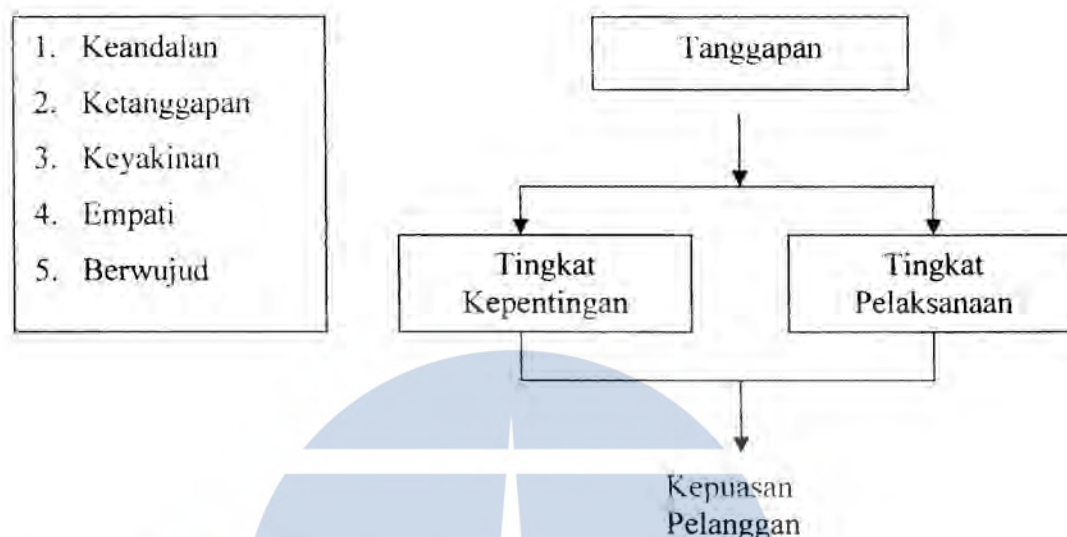 1. Keandalan
2. Ketanggapan
3. Keyakinan
4. Empati
5. Berwujud
Tanggapan
Tingkat
Kepentingan
Tingkat
Pelaksanaan
Kepuasan
Pelanggan